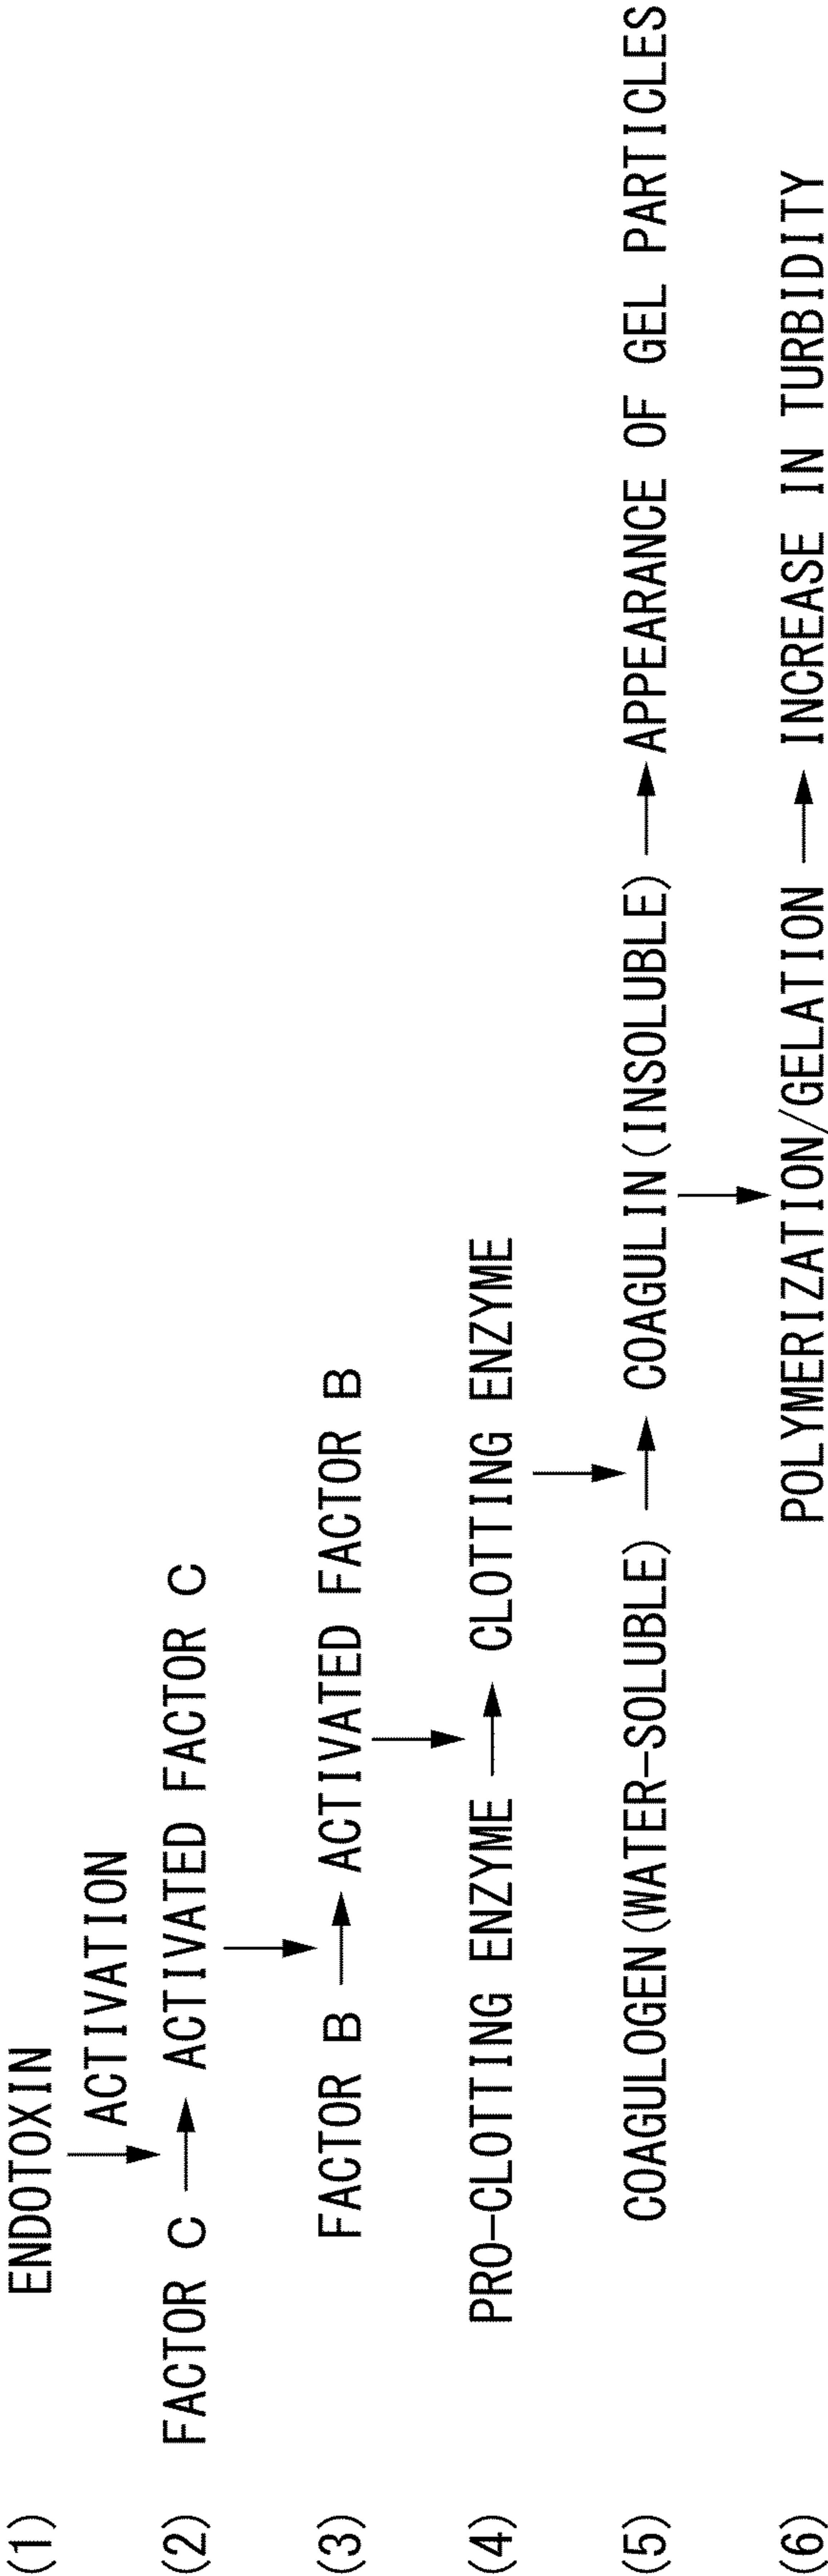 (1) ENDOTOXIN
ACTIVATION
(2) FACTOR C → ACTIVATED FACTOR C
(3) FACTOR B → ACTIVATED FACTOR B
(4) PRO-CLOTTING ENZYME → CLOTTING ENZYME
(5) COAGULOGEN(WATER-SOLUBLE) → COAGULIN(INSOLUBLE) → APPEARANCE OF GEL PARTICLES
(6) POLYMERIZATION/GELATION → INCREASE IN TURBIDITY